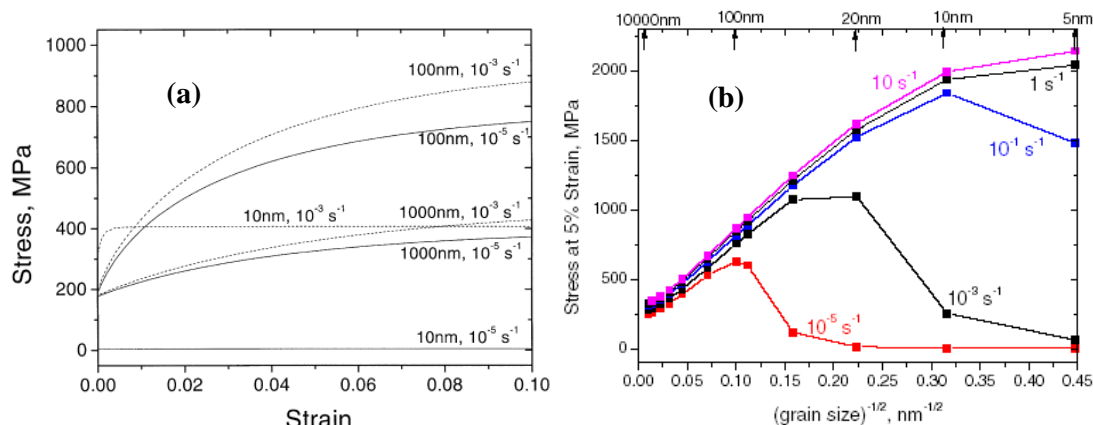 (a)
1000
800
600
400
200
0
Stress, MPa
100nm, 10⁻³ s⁻¹
100nm, 10⁻⁵ s⁻¹
10nm, 10⁻³ s⁻¹
1000nm, 10⁻³ s⁻¹
1000nm, 10⁻⁵ s⁻¹
10nm, 10⁻⁵ s⁻¹
0.00 0.02 0.04 0.06 0.08 0.10
Strain
10000nm 100nm 20nm 10nm 5nm
(b)
2000
1500
1000
500
0
Stress at 5% Strain, MPa
10 s⁻¹
1 s⁻¹
10⁻¹ s⁻¹
10⁻³ s⁻¹
10⁻⁵ s⁻¹
0.00 0.05 0.10 0.15 0.20 0.25 0.30 0.35 0.40 0.45
(grain size)⁻¹/², nm⁻¹/²